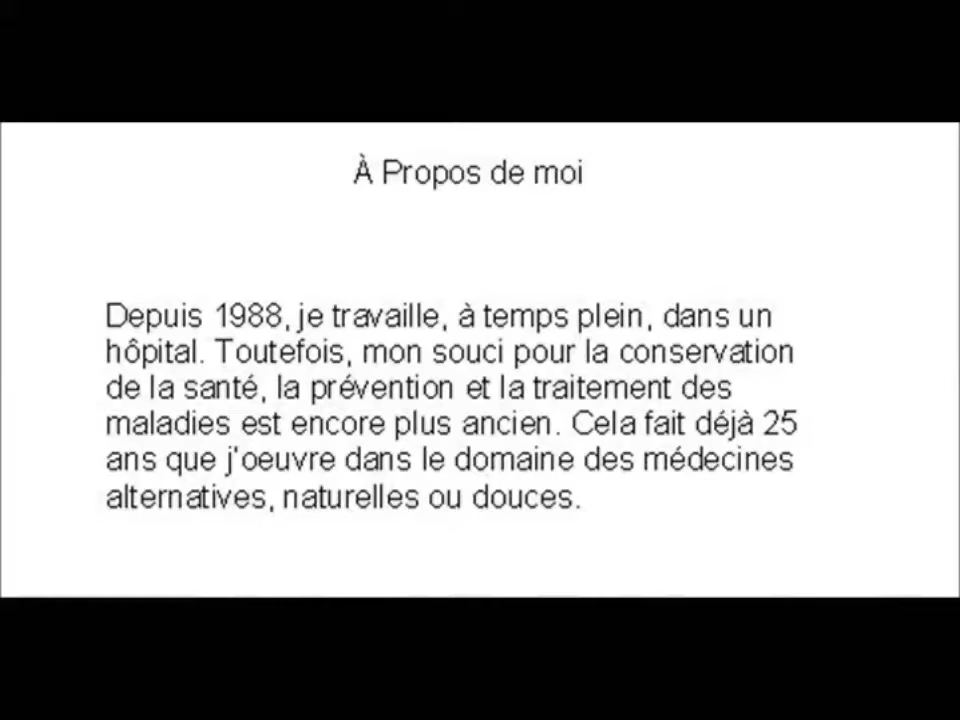 À Propos de moi
Depuis 1988, je travaille, à temps plein, dans un
hôpital. Toutefois, mon souci pour la conservation
de la santé, la prévention et la traitement des
maladies est encore plus ancien. Cela fait déjà 25
ans que j'oeuvre dans le domaine des médecines
alternatives, naturelles ou douces.